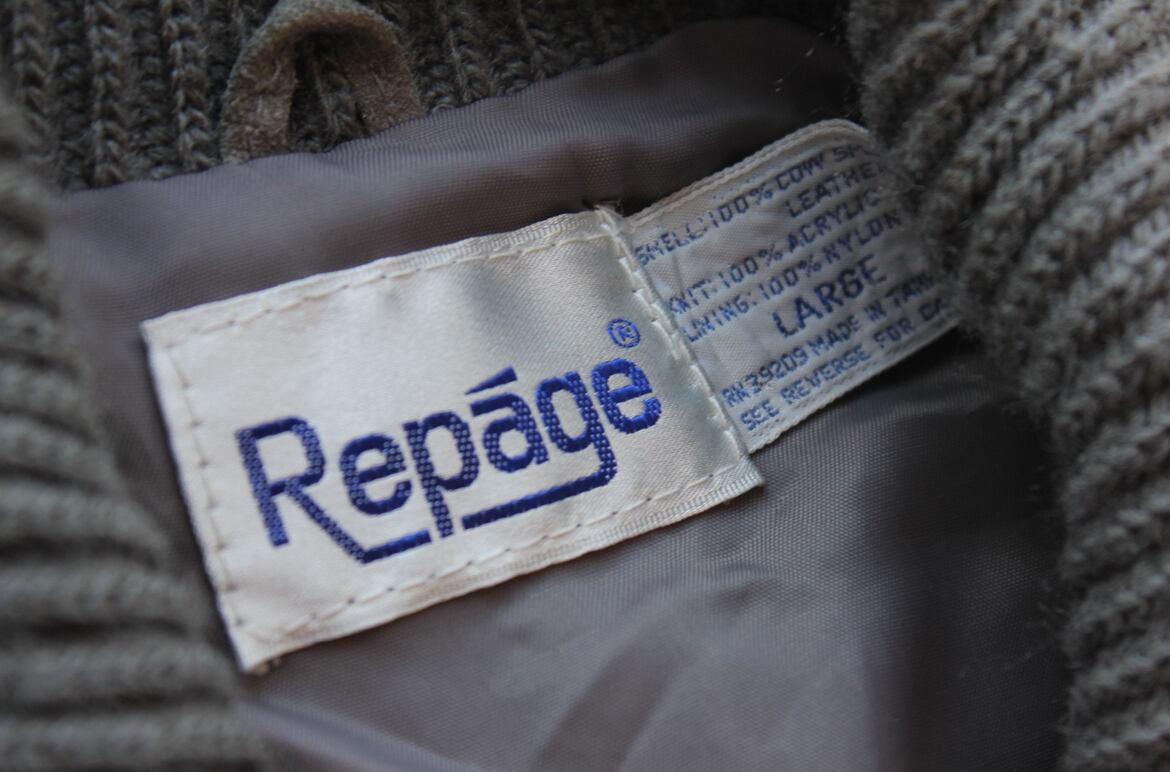 Repáge®
SHELL: 100% COW
LEATHER
KNIT: 100% ACRYLIC
LINING: 100% NYLON
LARGE
RN 39209 MADE IN
SEE REVERSE FOR